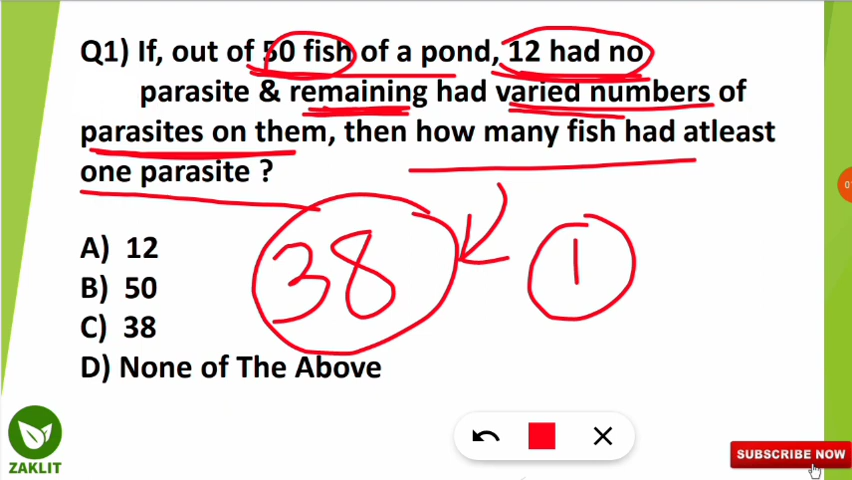 Q1) If, out of 50 fish of a pond, 12 had no
parasite & remaining had varied numbers of
parasites on them, then how many fish had atleast
one parasite ?
A) 12
B) 50
C) 38
D) None of The Above
38
1
ZAKLIT
SUBSCRIBE NOW